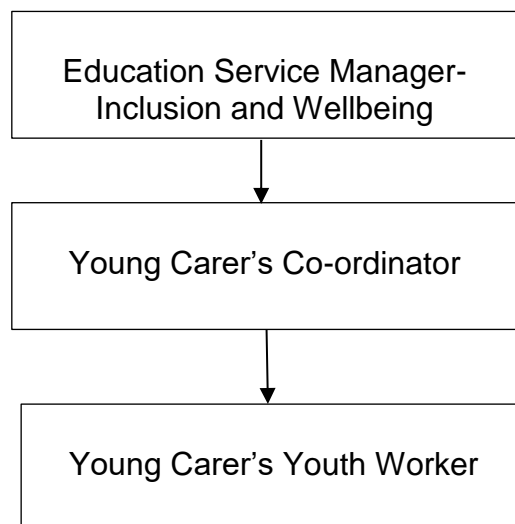 Education Service Manager-
Inclusion and Wellbeing
Young Carer’s Co-ordinator
Young Carer’s Youth Worker